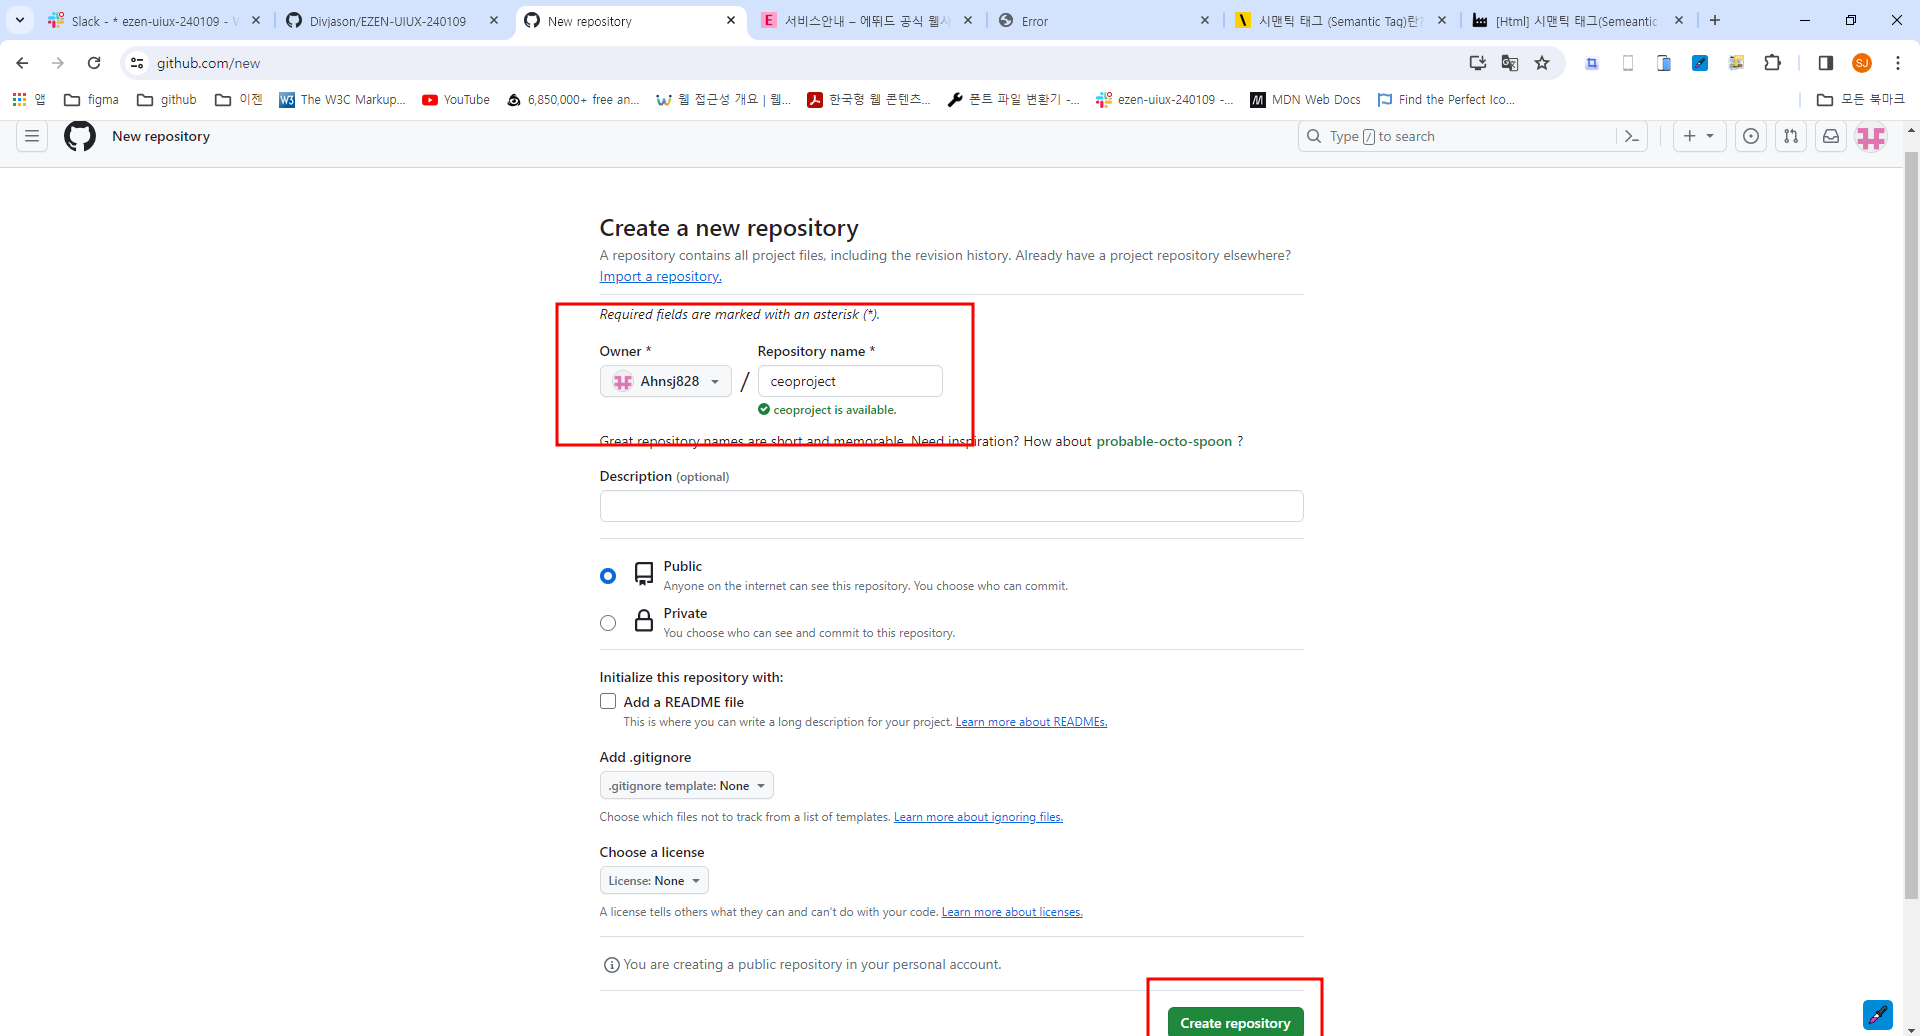 Slack - * ezen-uiux-240109 - W
Divjason/EZEN-UIUX-240109
New repository
E 서비스안내 – 에뛰드 공식 웹사
Error
시맨틱 태그 (Semantic Tag)란?
[Html] 시맨틱 태그(Semeantic
github.com/new
SJ
앱
figma
github
이젠
W3 The W3C Markup...
YouTube
6,850,000+ free an...
웹 접근성 개요 | 웹...
한국형 웹 콘텐츠...
폰트 파일 변환기 -...
ezen-uiux-240109 -...
MDN Web Docs
Find the Perfect Ico...
모든 북마크
New repository
Type / to search
Create a new repository
A repository contains all project files, including the revision history. Already have a project repository elsewhere?
Import a repository.
Required fields are marked with an asterisk (*).
Owner * Repository name *
Ahnsj828 / ceoproject
ceoproject is available.
Great repository names are short and memorable. Need inspiration? How about probable-octo-spoon ?
Description (optional)
Public
Anyone on the internet can see this repository. You choose who can commit.
Private
You choose who can see and commit to this repository.
Initialize this repository with:
Add a README file
This is where you can write a long description for your project. Learn more about READMEs.
Add .gitignore
.gitignore template: None
Choose which files not to track from a list of templates. Learn more about ignoring files.
Choose a license
License: None
A license tells others what they can and can't do with your code. Learn more about licenses.
You are creating a public repository in your personal account.
Create repository